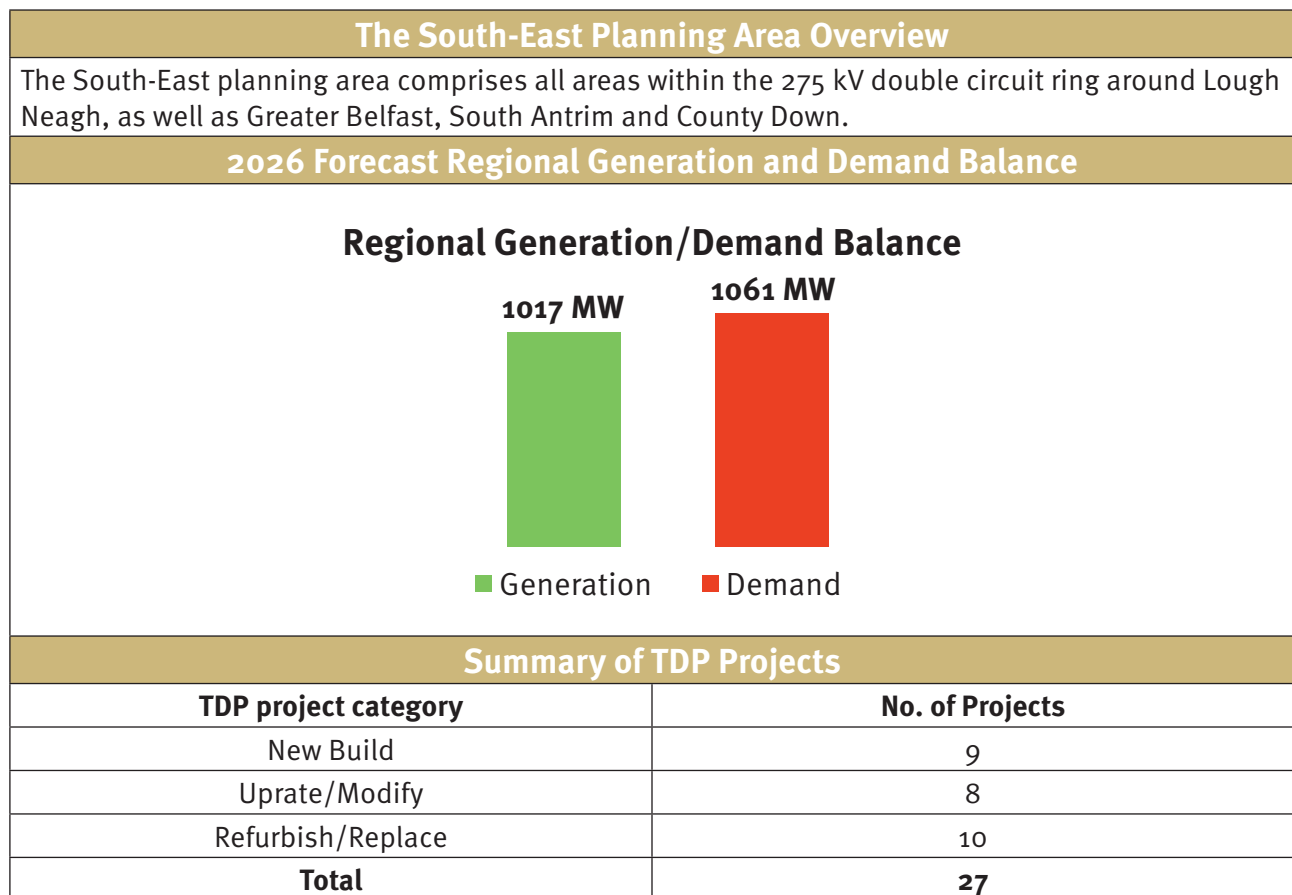 The South-East Planning Area Overview
The South-East planning area comprises all areas within the 275 kV double circuit ring around Lough
Neagh, as well as Greater Belfast, South Antrim and County Down.
2026 Forecast Regional Generation and Demand Balance
Regional Generation/Demand Balance
1017 MW
1061 MW
Generation
Demand
Summary of TDP Projects
TDP project category
No. of Projects
New Build
9
Uprate/Modify
8
Refurbish/Replace
10
Total
27